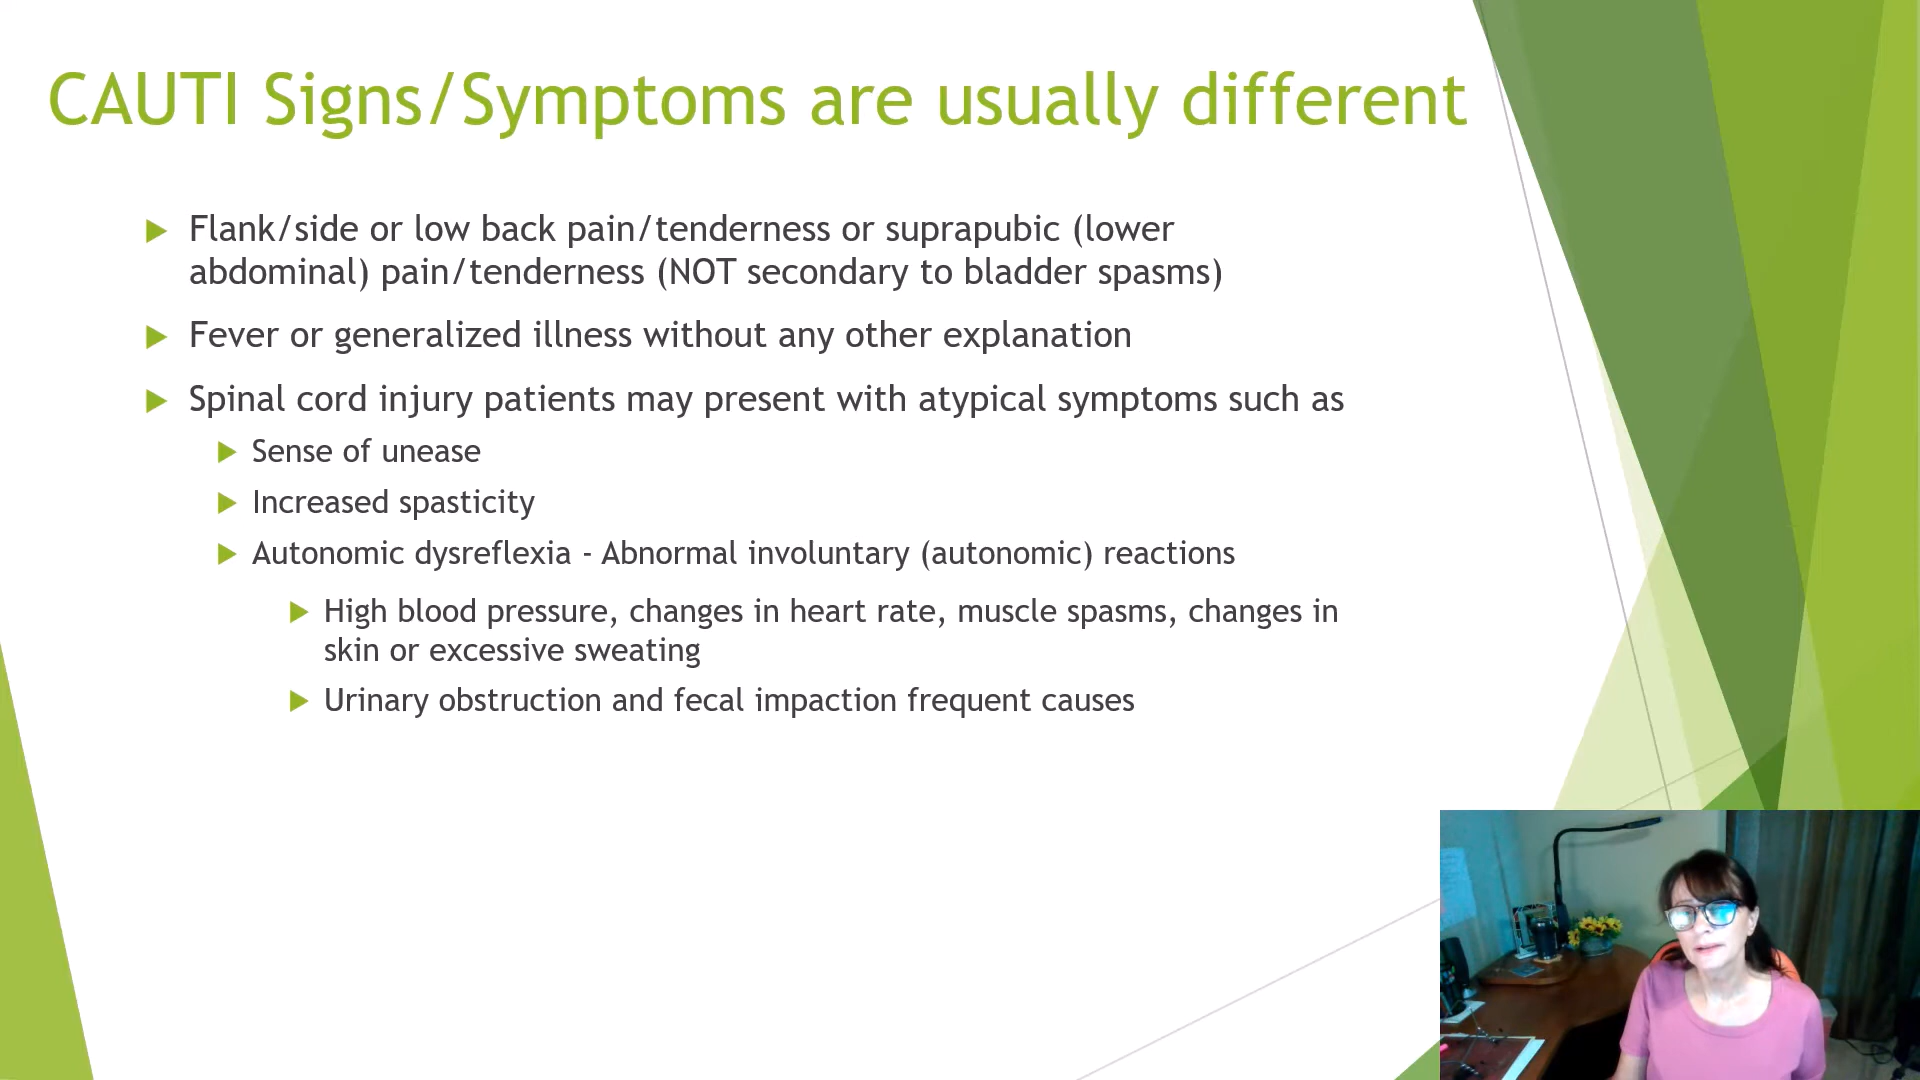 CAUTI Signs/Symptoms are usually different
Flank/side or low back pain/tenderness or suprapubic (lower
abdominal) pain/tenderness (NOT secondary to bladder spasms)
Fever or generalized illness without any other explanation
Spinal cord injury patients may present with atypical symptoms such as
Sense of unease
Increased spasticity
Autonomic dysreflexia - Abnormal involuntary (autonomic) reactions
High blood pressure, changes in heart rate, muscle spasms, changes in
skin or excessive sweating
Urinary obstruction and fecal impaction frequent causes